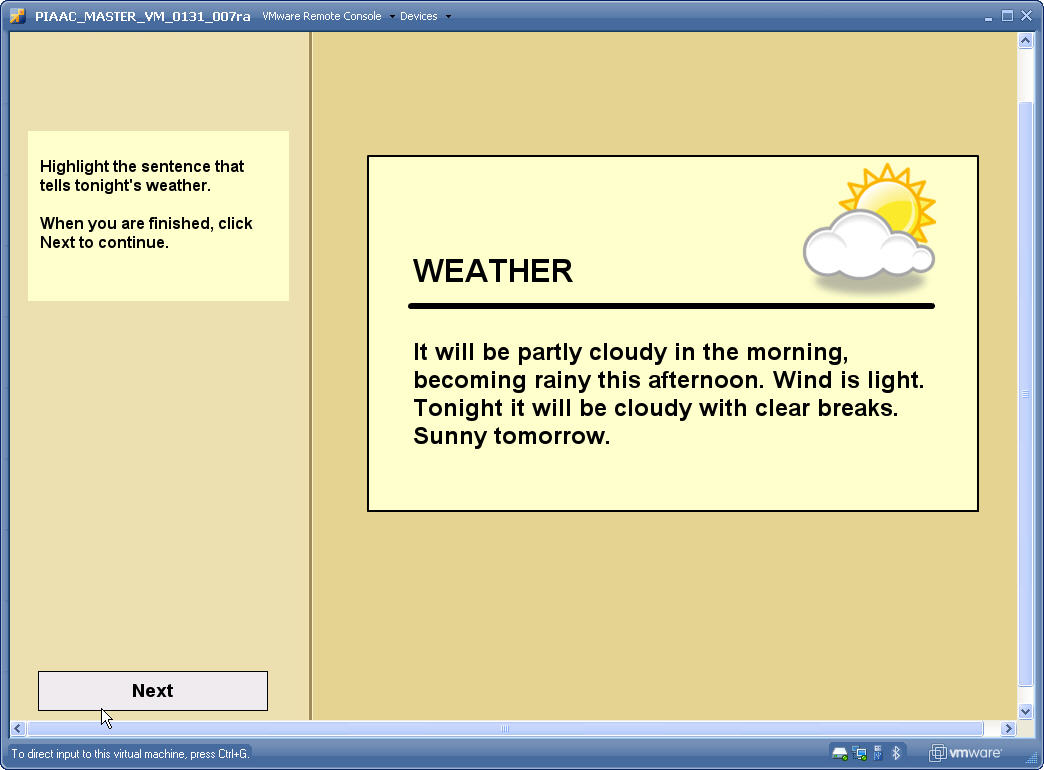 PIAAC_MASTER_VM_0131_007ra VMware Remote Console Devices
Highlight the sentence that
tells tonight's weather.
When you are finished, click
Next to continue.
WEATHER
It will be partly cloudy in the morning,
becoming rainy this afternoon. Wind is light.
Tonight it will be cloudy with clear breaks.
Sunny tomorrow.
Next
To direct input to this virtual machine, press Ctrl+G.
vmware